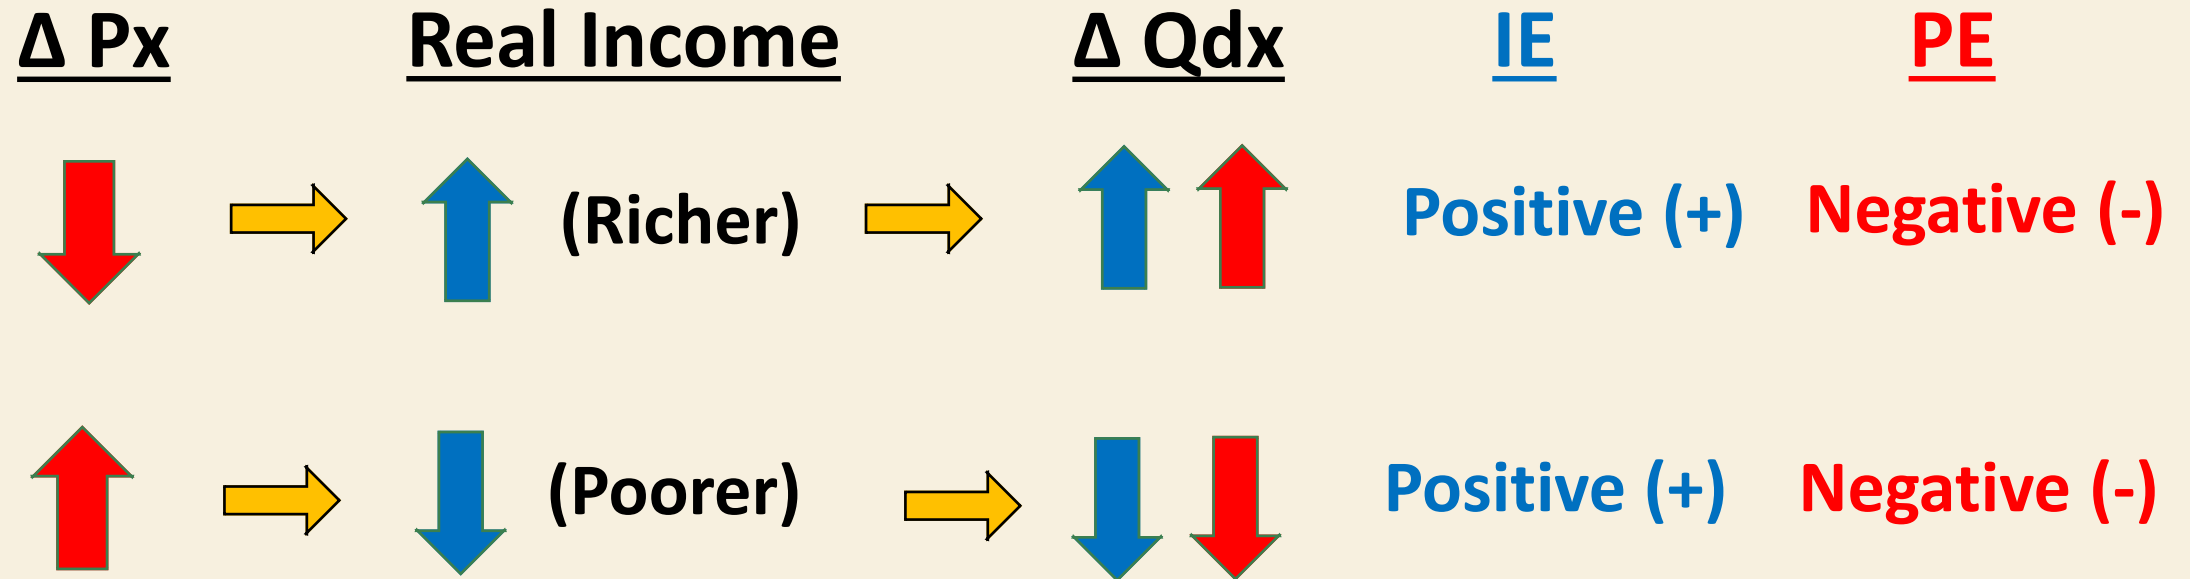 Δ Px Real Income Δ Qdx IE PE
(Richer) Positive (+) Negative (-)
(Poorer) Positive (+) Negative (-)